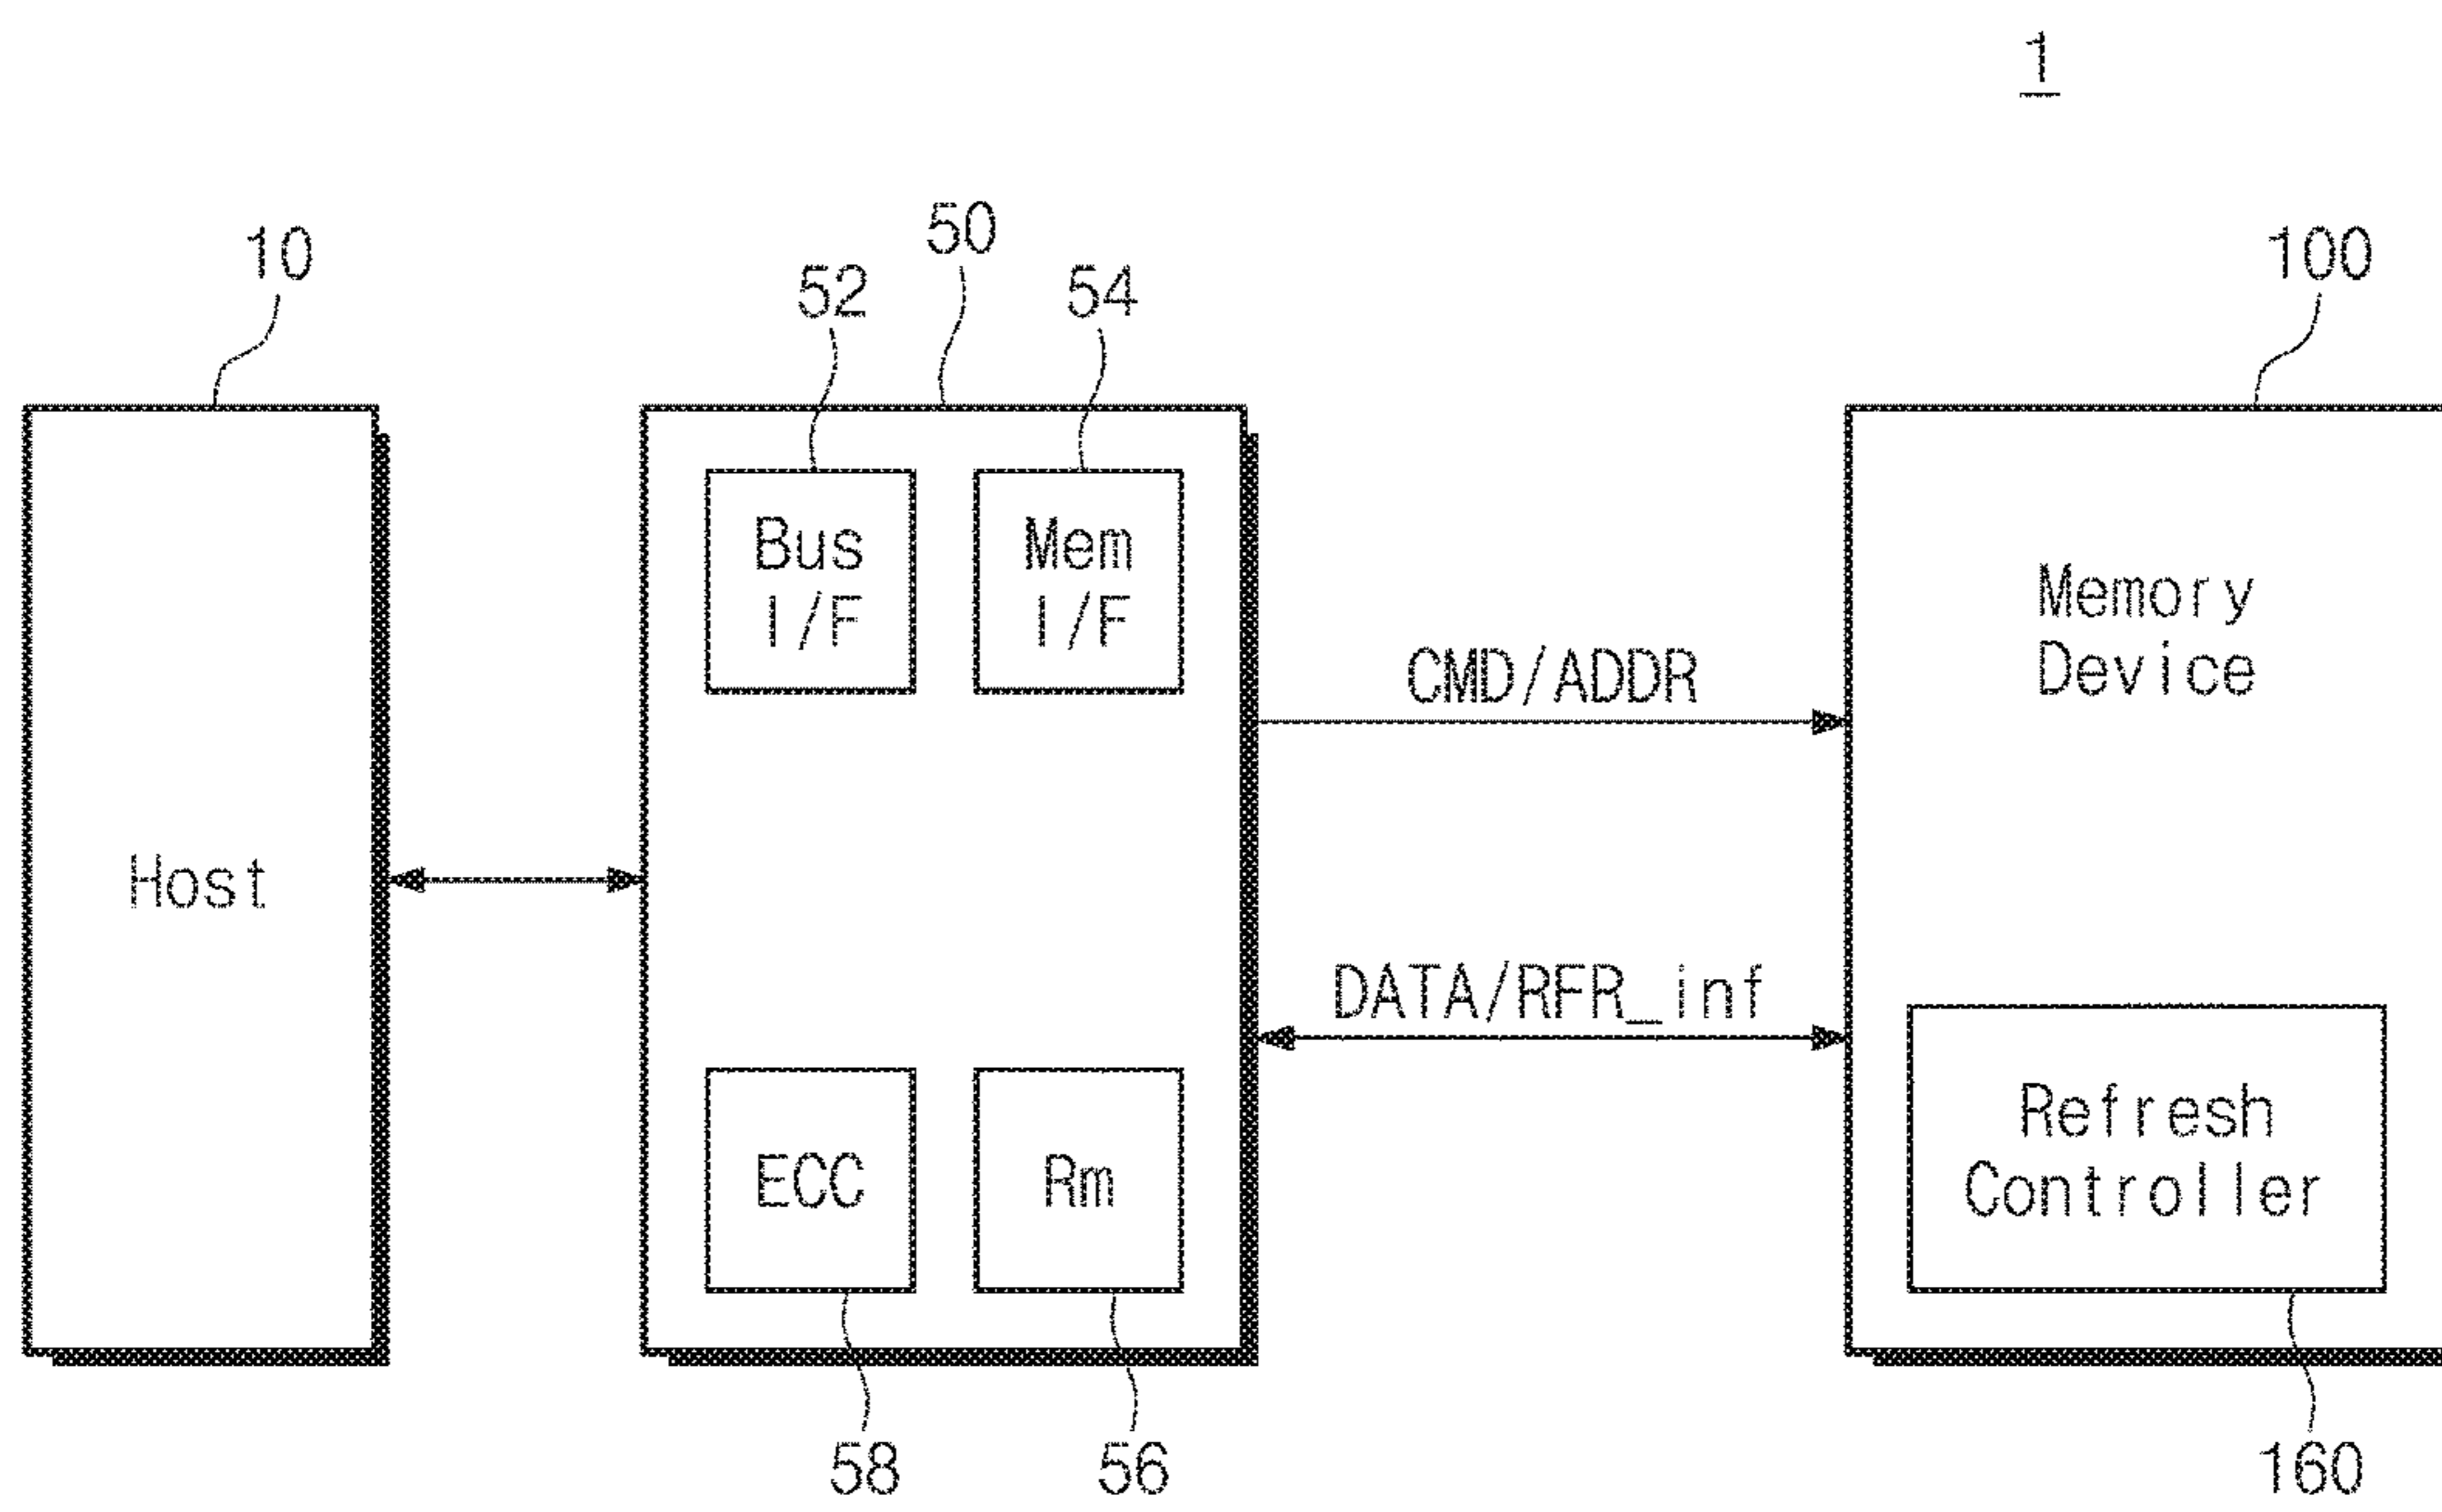 1
10
50
52
54
100
Bus
I/F
Mem
I/F
Memory
Device
CMD/ADDR
Host
DATA/RFR_inf
ECC
Rm
Refresh
Controller
58
56
160